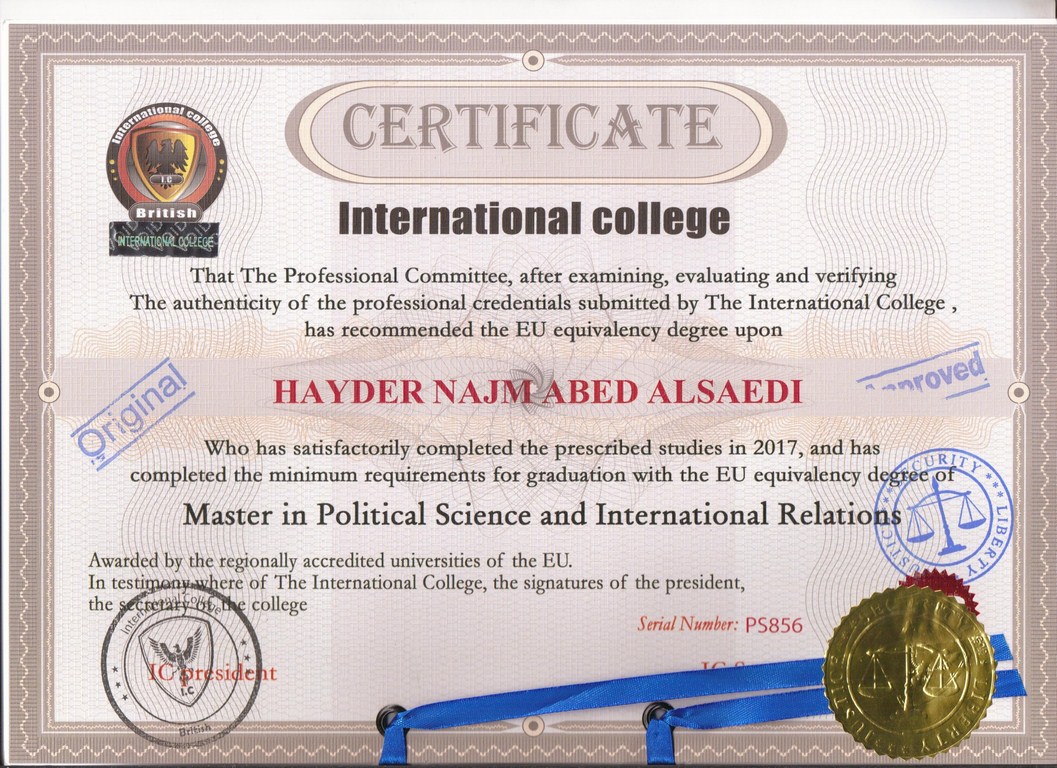 CERTIFICATE
International college
British
I.C
INTERNATIONAL COLLEGE
International college
That The Professional Committee, after examining, evaluating and verifying
The authenticity of the professional credentials submitted by The International College ,
has recommended the EU equivalency degree upon
Original
Approved
HAYDER NAJM ABED ALSAEDI
Who has satisfactorily completed the prescribed studies in 2017, and has
completed the minimum requirements for graduation with the EU equivalency degree of
SECURITY *** LIBERTY *** JUSTICE
Master in Political Science and International Relations
Awarded by the regionally accredited universities of the EU.
In testimony where of The International College, the signatures of the president,
the secretary of the college
International College
I.C
British
Serial Number: PS856
IC president
IC
LIBERTY
JUSTICE